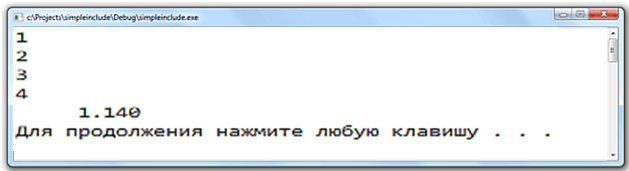 c:\Projects\simpleinclude\Debug\simpleinclude.exe
1
2
3
4
1.140
Для продолжения нажмите любую клавишу . . .